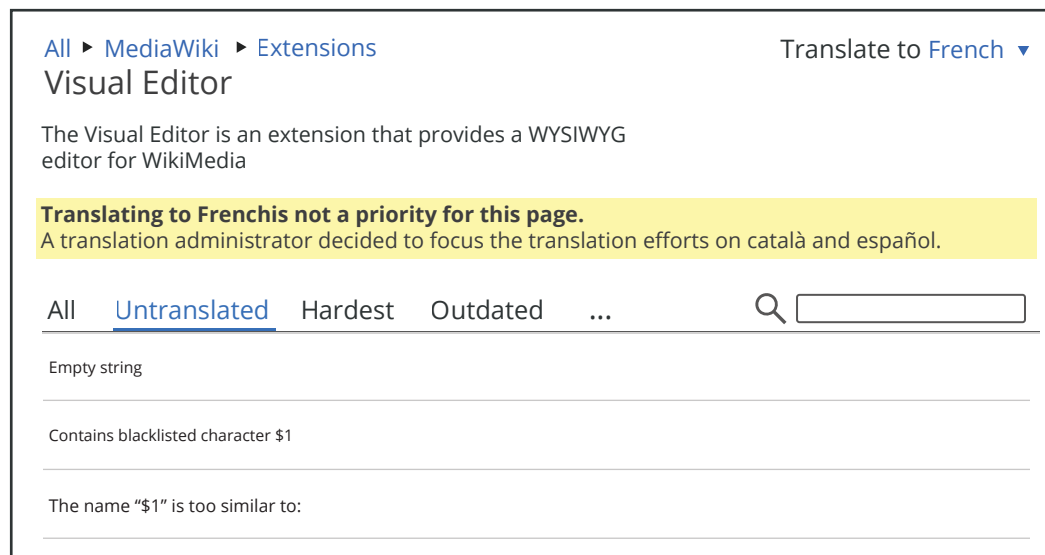 All ▸ MediaWiki ▸ Extensions
Translate to French ▾
Visual Editor
The Visual Editor is an extension that provides a WYSIWYG
editor for WikiMedia
Translating to Frenchis not a priority for this page.
A translation administrator decided to focus the translation efforts on català and español.
All Untranslated Hardest Outdated ...
Empty string
Contains blacklisted character $1
The name “$1” is too similar to: